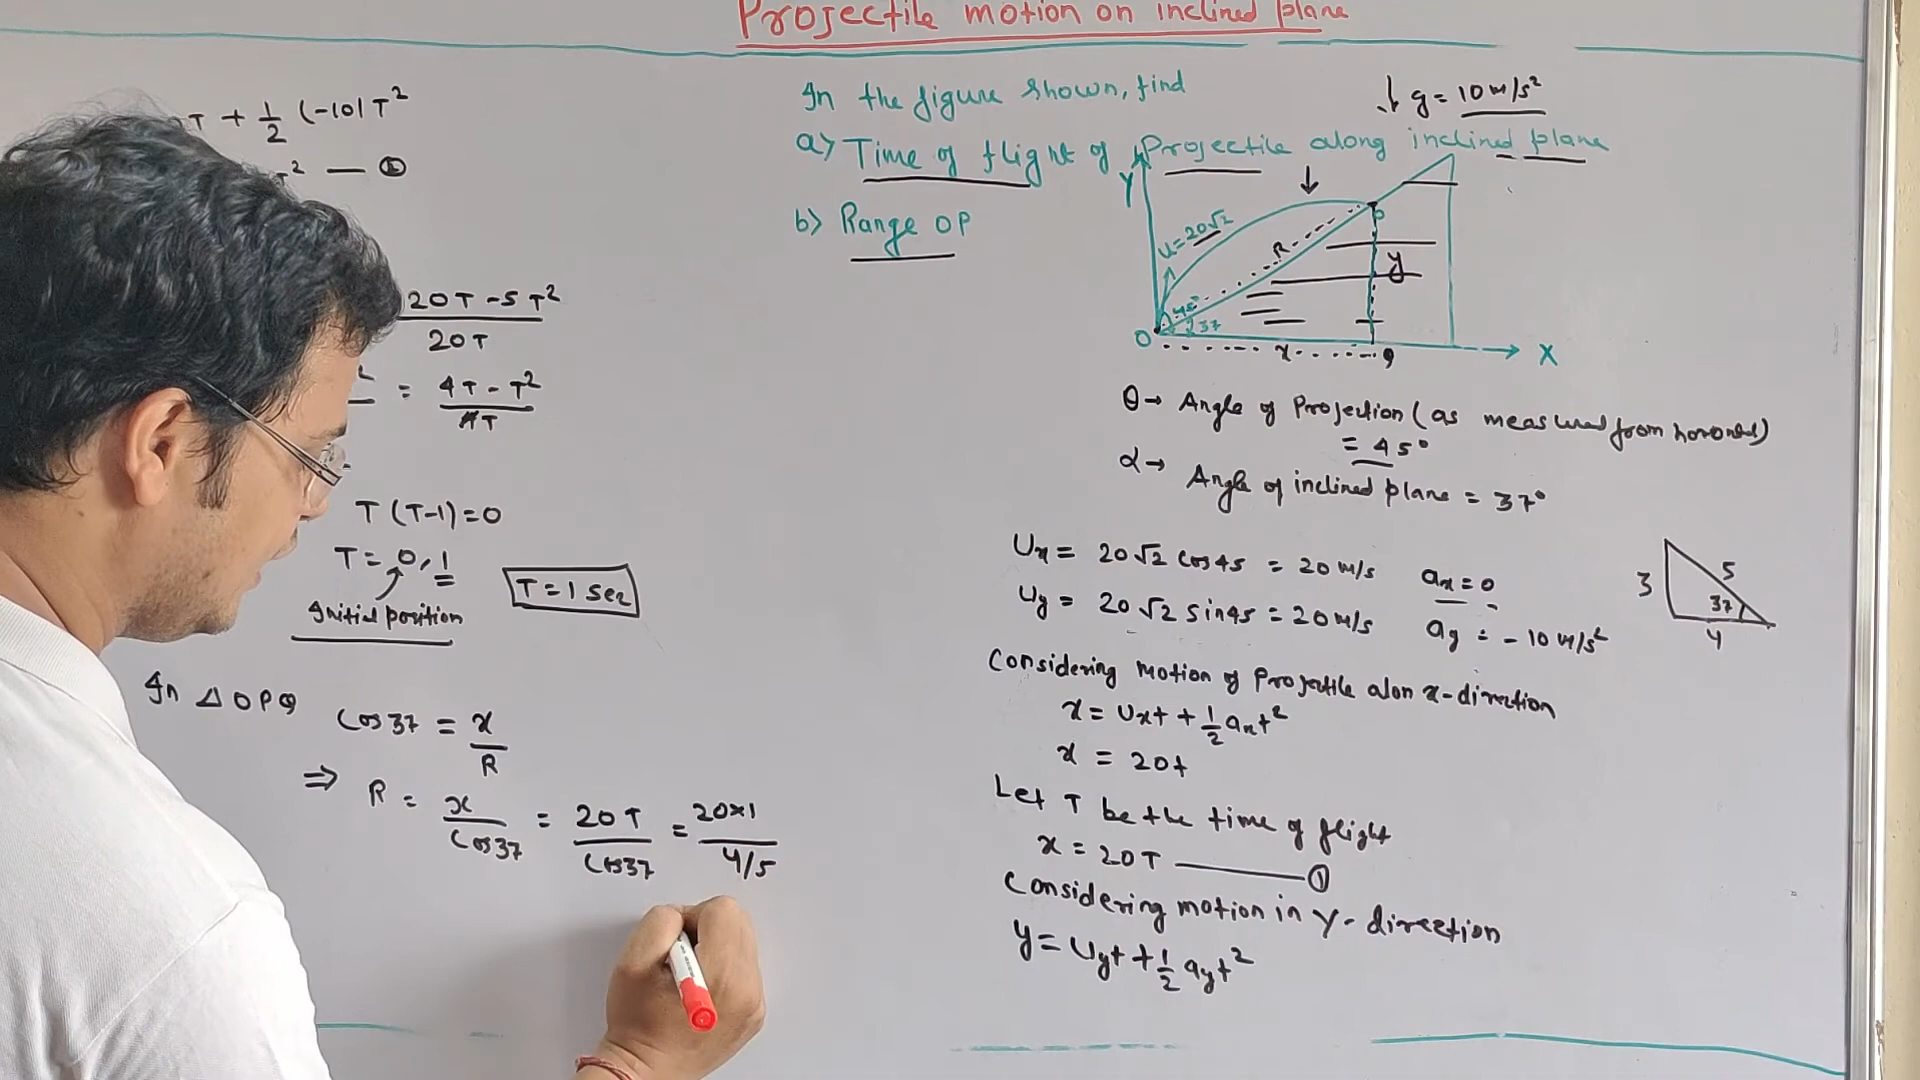 Projectile motion on inclined plane
In the figure shown, find
↓ g = 10 m/s²
a) Time of flight of Projectile along inclined plane
b) Range OP
Y
u = 20√2
R
P
y
45°
37
O
x
Q
X
θ → Angle of Projection (as measured from
= 45°
α → Angle of inclined plane = 37°
Ux = 20√2 cos45 = 20 m/s
ax = 0
Uy = 20√2 sin45 = 20 m/s
ay = - 10 m/s²
3
5
37
4
Considering motion of Projectile alon x-direction
x = Uxt + 1/2 axt²
x = 20t
Let T be the time of flight
x = 20T ——— ①
Considering motion in Y-direction
y = Uyt + 1/2 ayt²
T + 1/2 (-10)T²
T² — ②
20T - 5T² / 20T
= 4T - T² / 4T
T (T-1) = 0
T = 0, 1
Initial position
T = 1 sec
In △ OPQ
Cos37 = x/R
⇒ R = x/Cos37 = 20T/Cos37 = 20×1 / 4/5